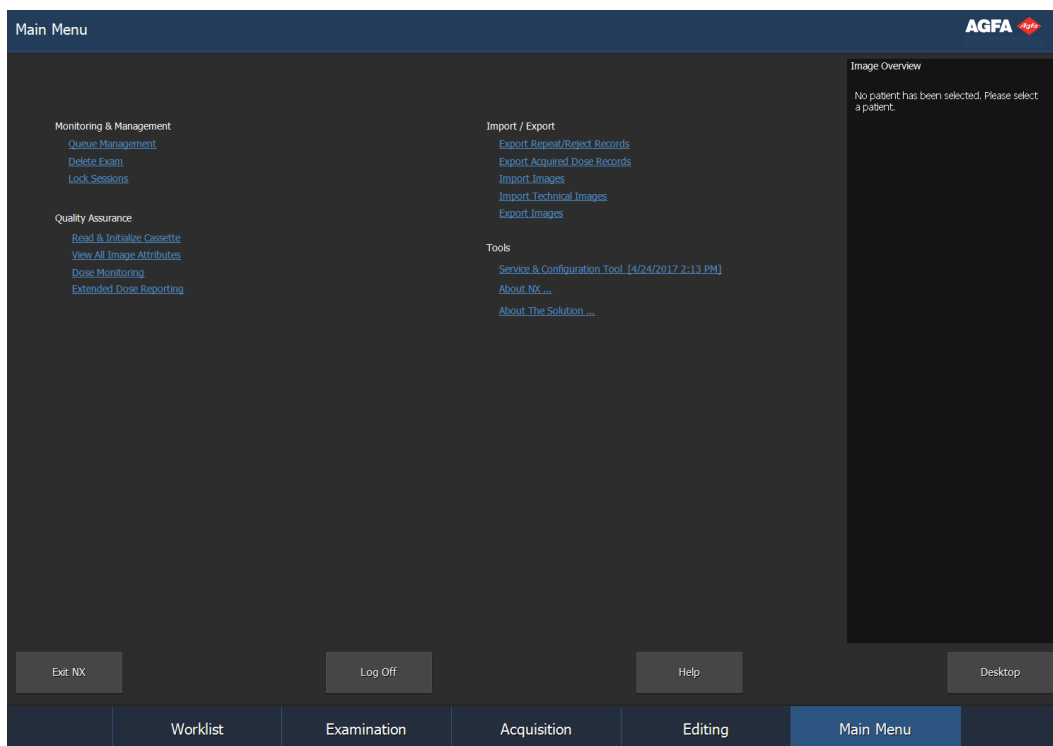 Main Menu
AGFA
Agfa
Image Overview
No patient has been selected. Please select
a patient.
Monitoring & Management
Queue Management
Delete Exam
Lock Sessions
Quality Assurance
Read & Initialize Cassette
View All Image Attributes
Dose Monitoring
Extended Dose Reporting
Import / Export
Export Repeat/Reject Records
Export Acquired Dose Records
Import Images
Import Technical Images
Export Images
Tools
Service & Configuration Tool [4/24/2017 2:13 PM]
About NX ...
About The Solution ...
Exit NX
Log Off
Help
Desktop
Worklist
Examination
Acquisition
Editing
Main Menu